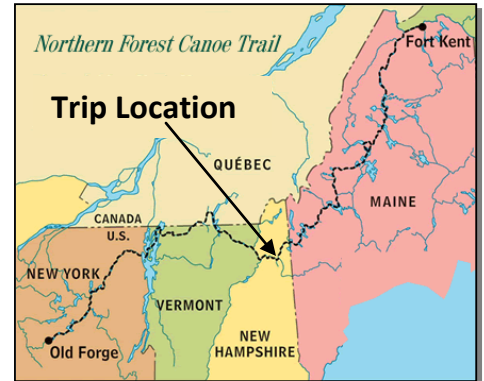 Northern Forest Canoe Trail
Fort Kent
Trip Location
QUÉBEC
MAINE
CANADA
U.S.
NEW YORK
VERMONT
NEW
HAMPSHIRE
Old Forge